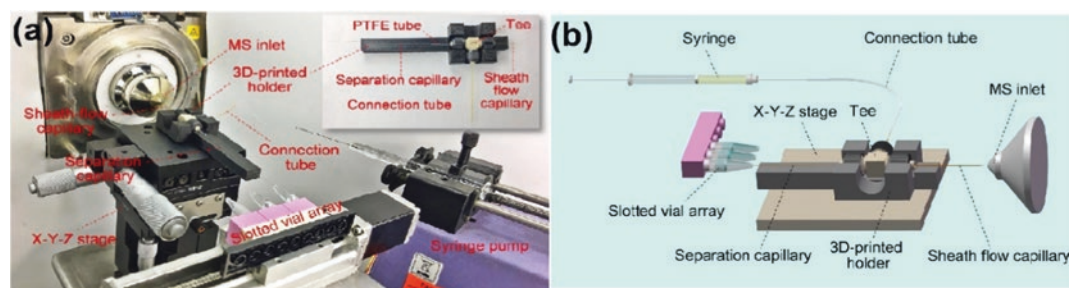 (a)
PTFE tube
Tee
MS inlet
3D-printed
holder
Separation capillary
Sheath
flow
capillary
Connection tube
Sheath flow
capillary
Separation
capillary
Connection
tube
X-Y-Z stage
Slotted vial array
Syringe pump
(b)
Syringe
Connection tube
MS inlet
X-Y-Z stage
Tee
Slotted vial array
Separation capillary
3D-printed
holder
Sheath flow capillary